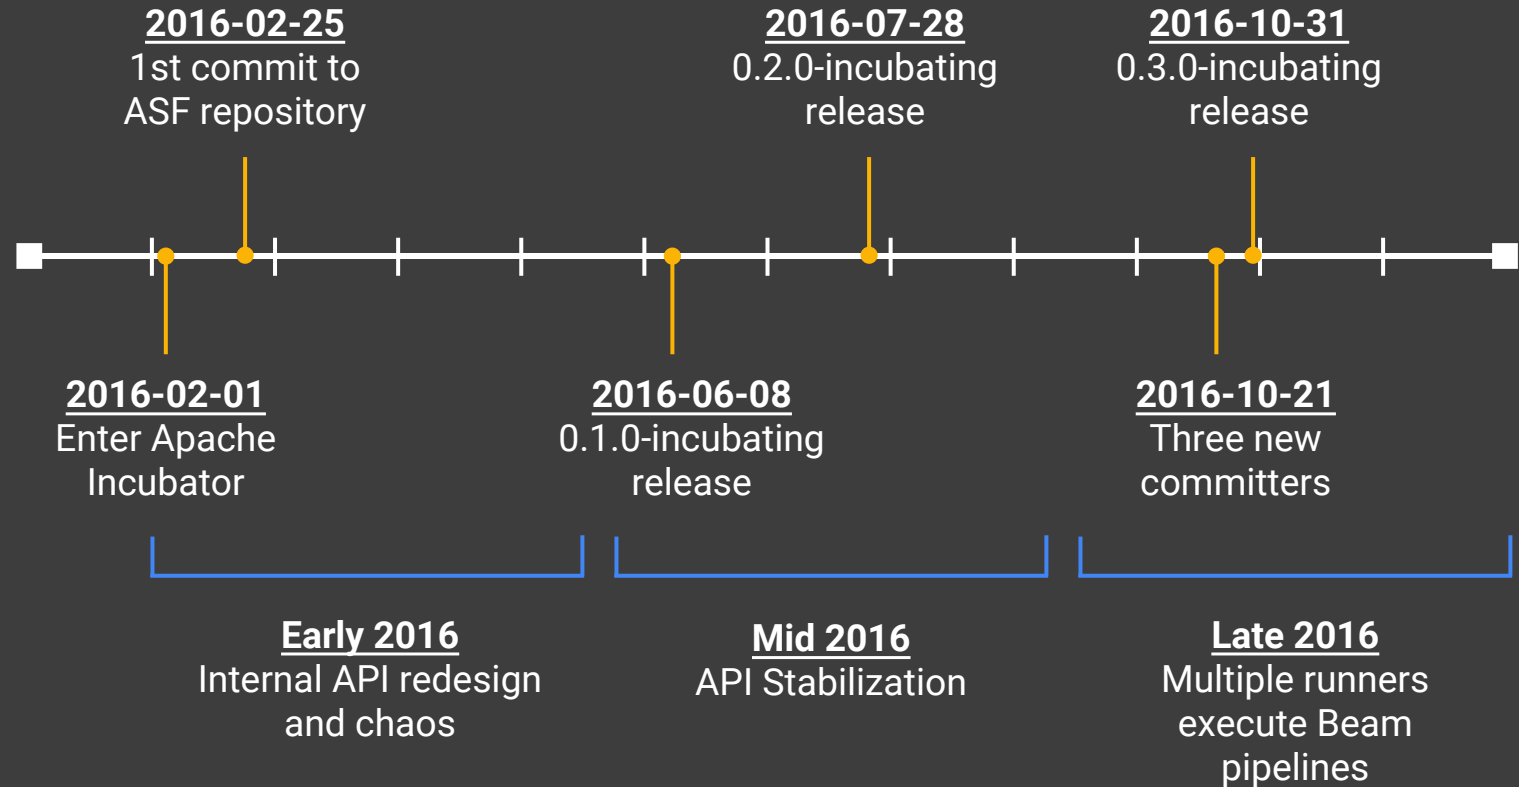 2016-02-25
1st commit to
ASF repository
2016-07-28
0.2.0-incubating
release
2016-10-31
0.3.0-incubating
release
2016-02-01
Enter Apache
Incubator
2016-06-08
0.1.0-incubating
release
2016-10-21
Three new
committers
Early 2016
Internal API redesign
and chaos
Mid 2016
API Stabilization
Late 2016
Multiple runners
execute Beam
pipelines